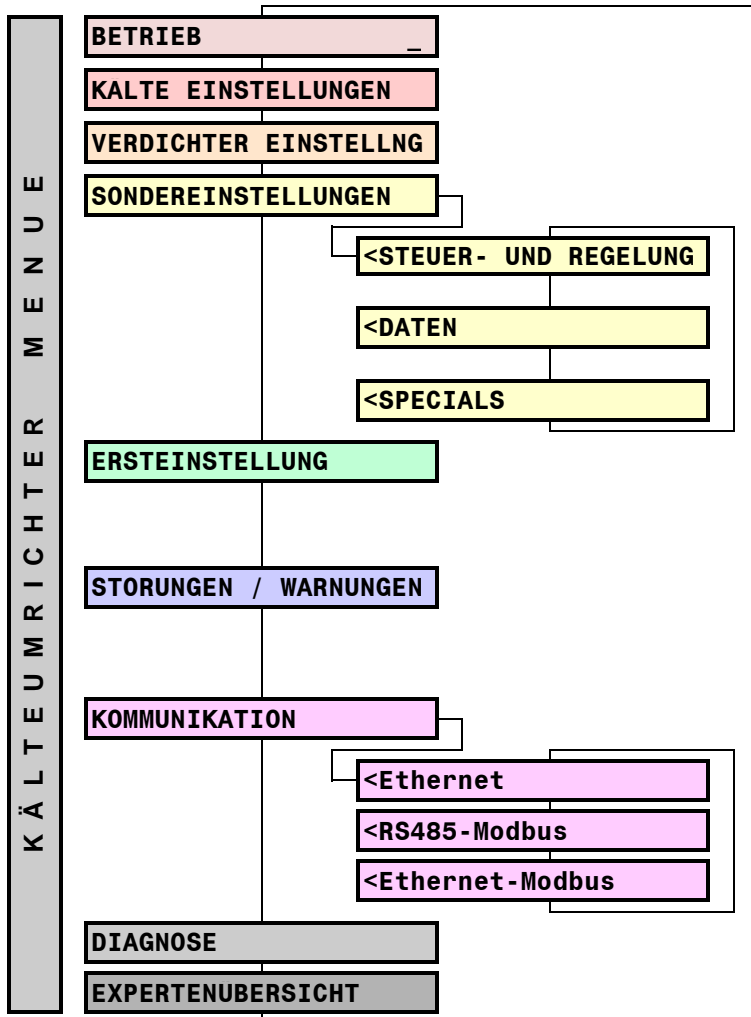 KÄLTEUMRICHTER MENUE
BETRIEB _
KALTE EINSTELLUNGEN
VERDICHTER EINSTELLNG
SONDEREINSTELLUNGEN
<STEUER- UND REGELUNG
<DATEN
<SPECIALS
ERSTEINSTELLUNG
STORUNGEN / WARNUNGEN
KOMMUNIKATION
<Ethernet
<RS485-Modbus
<Ethernet-Modbus
DIAGNOSE
EXPERTENUBERSICHT